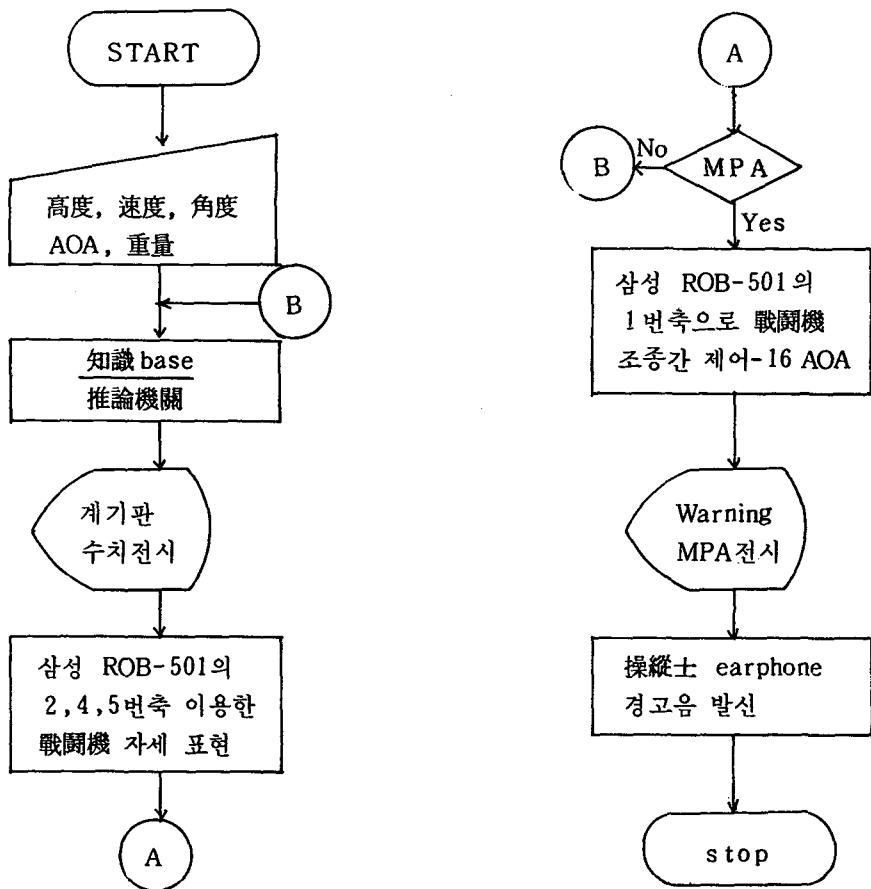 START
高度, 速度, 角度
AOA, 重量
B
知識 base
推論機關
계기판
수치전시
삼성 ROB-501의
2,4,5번축 이용한
戰鬪機 자세 표현
A
A
MPA
No
B
Yes
삼성 ROB-501의
1번축으로 戰鬪機
조종간 제어-16 AOA
Warning
MPA전시
操縱士 earphone
경고음 발신
stop